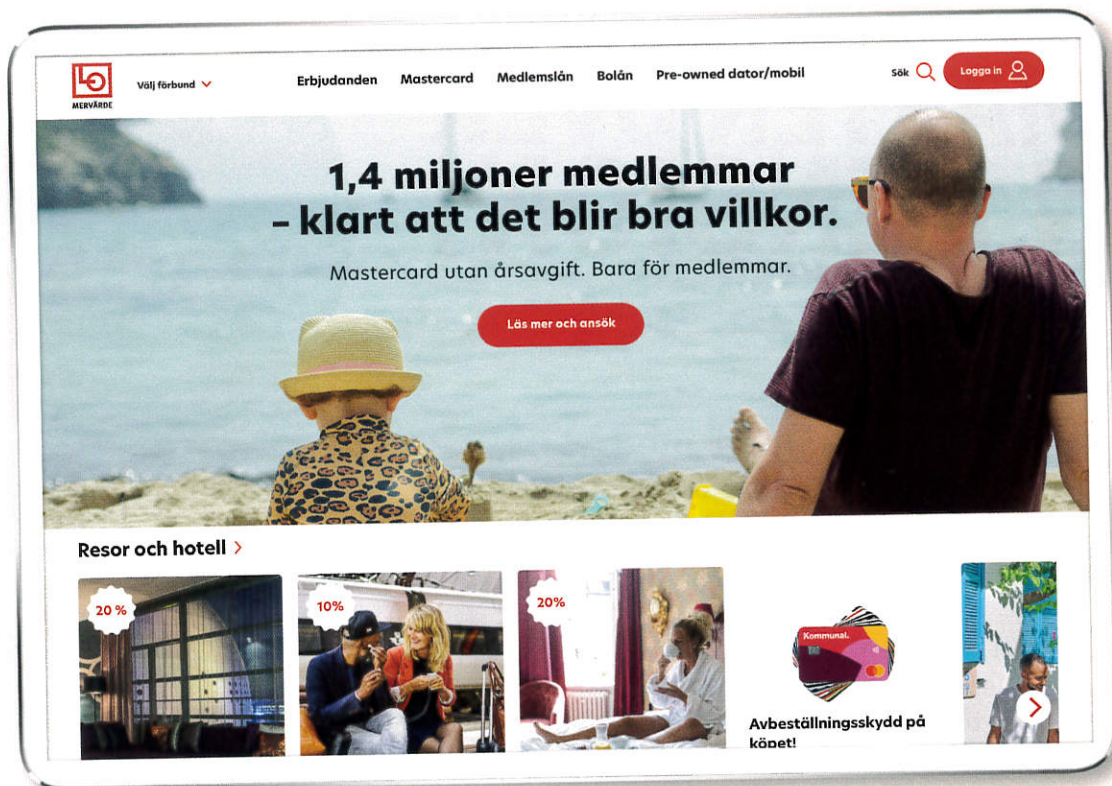 LO
MERVÄRDE
Välj förbund
Erbjudanden
Mastercard
Medlemslån
Bolån
Pre-owned dator/mobil
Sök
Logga in
1,4 miljoner medlemmar
– klart att det blir bra villkor.
Mastercard utan årsavgift. Bara för medlemmar.
Läs mer och ansök
Resor och hotell
20 %
10%
20%
Kommunal.
Avbeställningsskydd på
köpet!